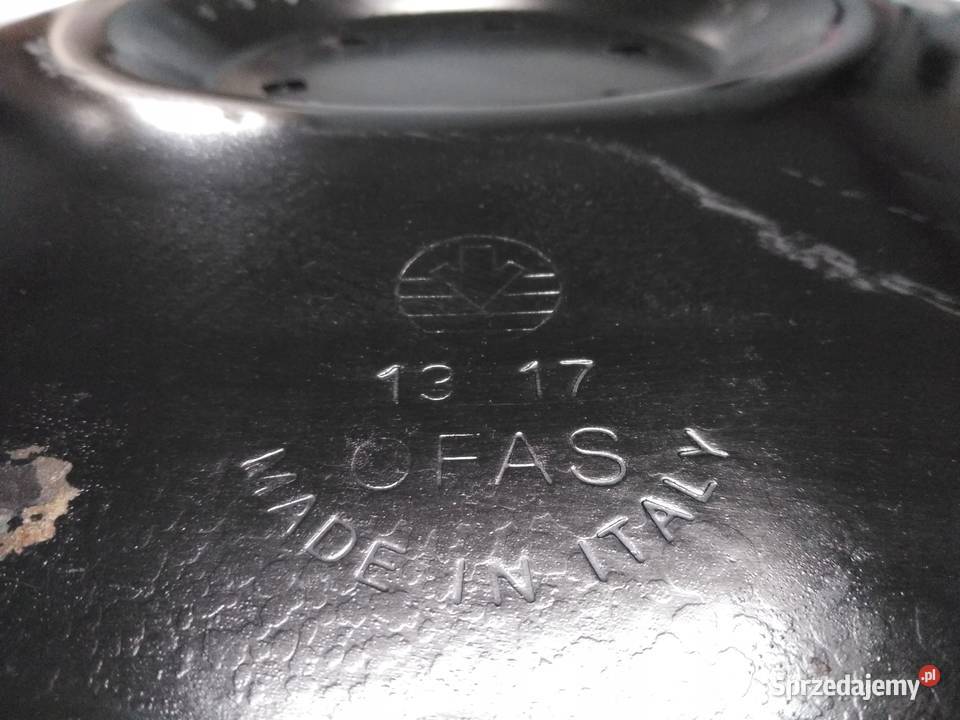 13 17
OFAS
MADE IN ITALY
Sprzedajemy.pl